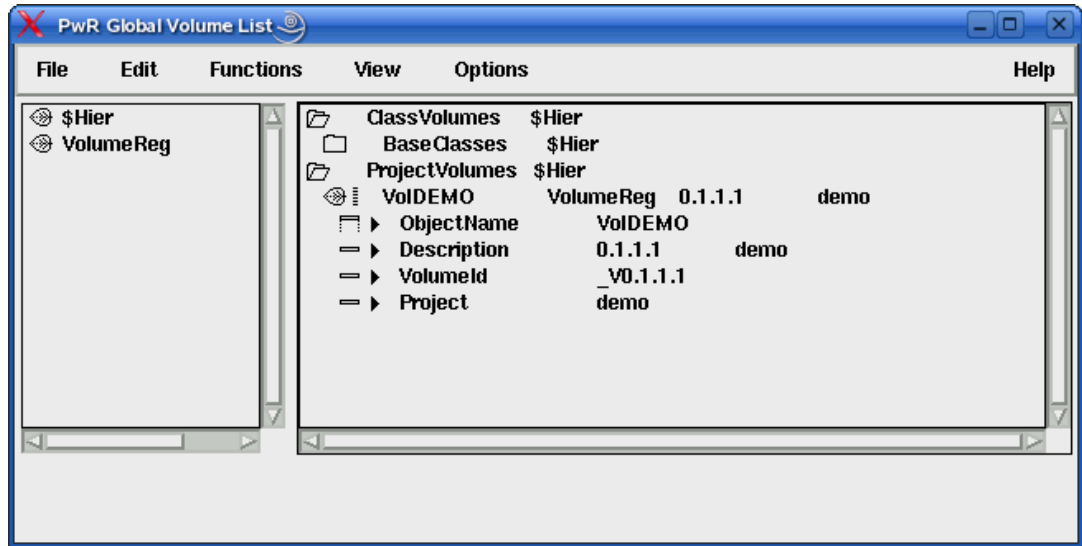 PwR Global Volume List
File Edit Functions View Options Help
$Hier
VolumeReg
ClassVolumes $Hier
BaseClasses $Hier
ProjectVolumes $Hier
VolDEMO VolumeReg 0.1.1.1 demo
ObjectName VolDEMO
Description 0.1.1.1 demo
VolumeId _V0.1.1.1
Project demo